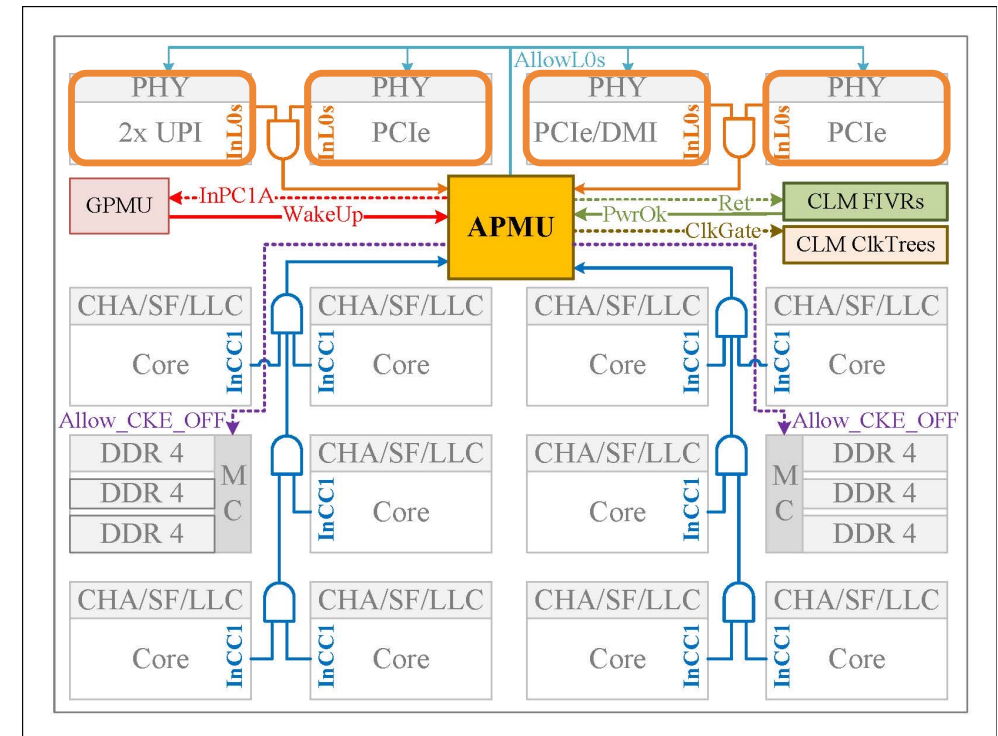 AllowL0s
PHY
2x UPI
InL0s
PHY
PCIe
InL0s
PHY
PCIe/DMI
InL0s
PHY
PCIe
InL0s
GPMU
InPC1A
WakeUp
APMU
Ret
PwrOk
ClkGate
CLM FIVRs
CLM ClkTrees
CHA/SF/LLC
Core
InCC1
CHA/SF/LLC
Core
InCC1
CHA/SF/LLC
Core
InCC1
CHA/SF/LLC
Core
InCC1
Allow_CKE_OFF
DDR 4
DDR 4
DDR 4
M
C
CHA/SF/LLC
Core
InCC1
CHA/SF/LLC
Core
InCC1
Allow_CKE_OFF
M
C
DDR 4
DDR 4
DDR 4
CHA/SF/LLC
Core
InCC1
CHA/SF/LLC
Core
InCC1
CHA/SF/LLC
Core
InCC1
CHA/SF/LLC
Core
InCC1